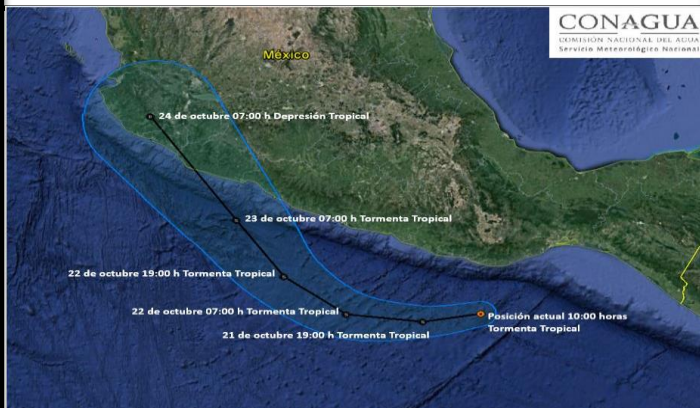 CONAGUA
COMISIÓN NACIONAL DEL AGUA
Servicio Meteorológico Nacional
México
24 de octubre 07:00 h Depresión Tropical
23 de octubre 07:00 h Tormenta Tropical
22 de octubre 19:00 h Tormenta Tropical
22 de octubre 07:00 h Tormenta Tropical
Posición actual 10:00 horas
Tormenta Tropical
21 de octubre 19:00 h Tormenta Tropical